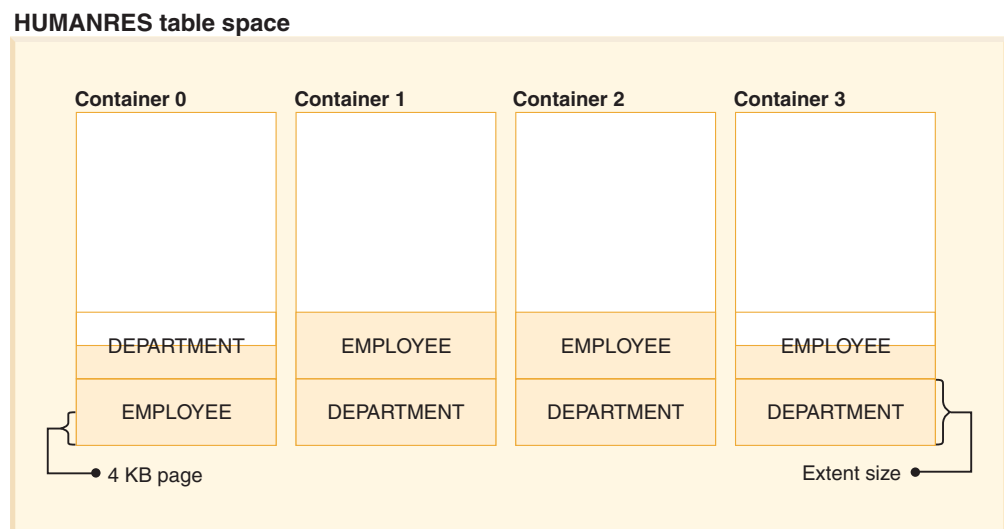 HUMANRES table space
Container 0 Container 1 Container 2 Container 3
DEPARTMENT EMPLOYEE EMPLOYEE EMPLOYEE
EMPLOYEE DEPARTMENT DEPARTMENT DEPARTMENT
4 KB page Extent size